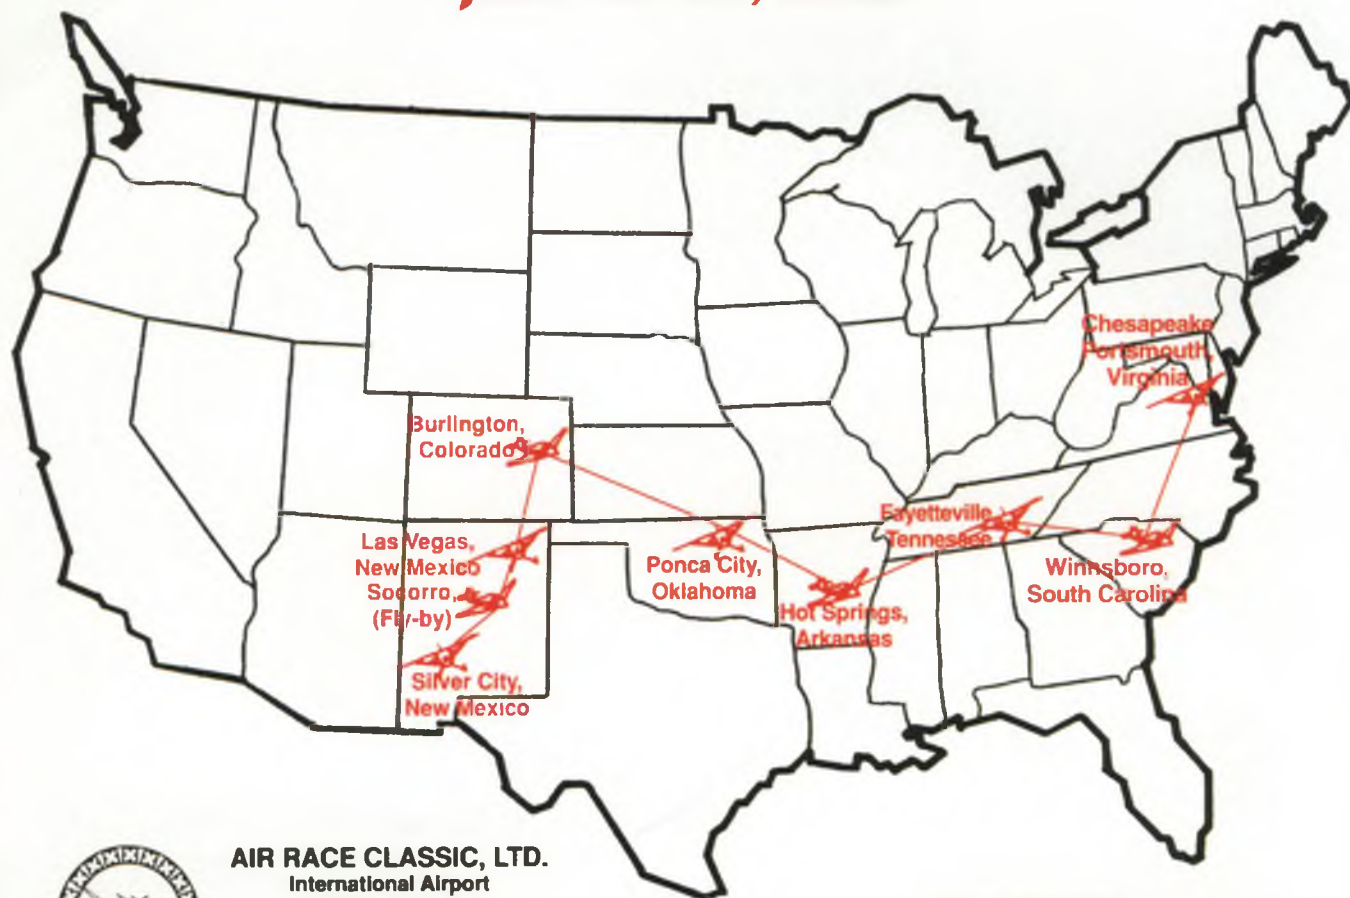 Chesapeake
Portsmouth,
Virginia
Burlington,
Colorado
Las Vegas,
New Mexico
Socorro,
(Fly-by)
Silver City,
New Mexico
Ponca City,
Oklahoma
Hot Springs,
Arkansas
Fayetteville,
Tennessee
Winnsboro,
South Carolina
AIR RACE CLASSIC, LTD.
International Airport